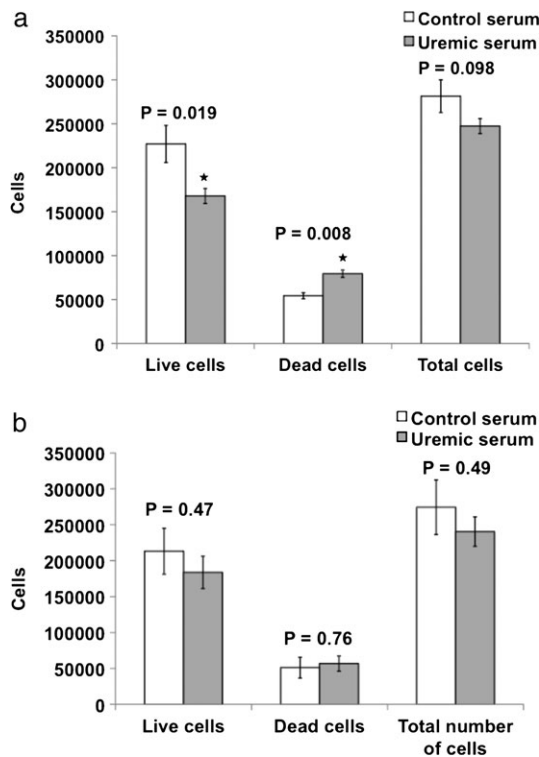 a
Control serum
Uremic serum
350000
300000
250000
200000
150000
100000
50000
0
Cells
P = 0.019
★
P = 0.008
★
P = 0.098
Live cells
Dead cells
Total cells
b
Control serum
Uremic serum
350000
300000
250000
200000
150000
100000
50000
0
Cells
P = 0.47
P = 0.76
P = 0.49
Live cells
Dead cells
Total number
of cells